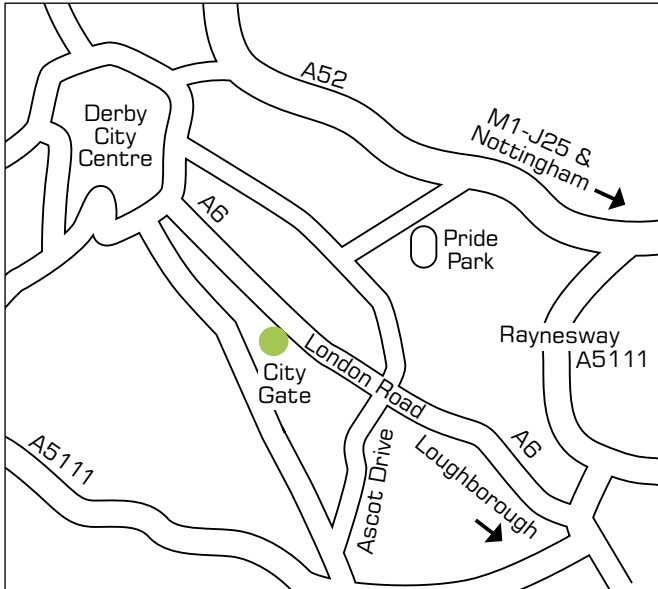 A52
Derby
City
Centre
M1-J25 &
Nottingham
A6
Pride
Park
Raynesway
A5111
London Road
City
Gate
A6
A5111
Ascot Drive
Loughborough